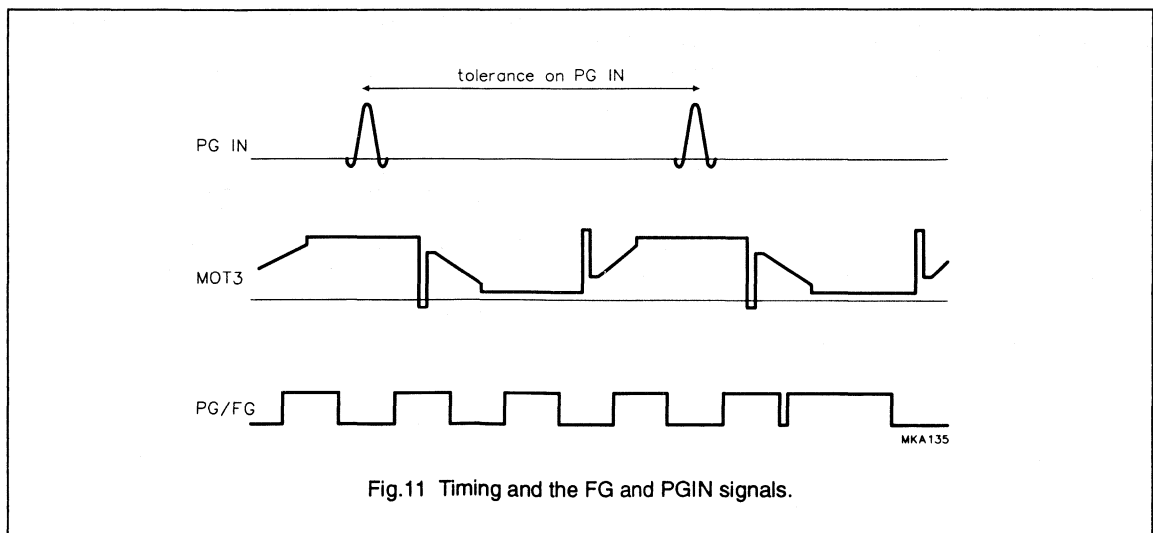 tolerance on PG IN
PG IN
MOT3
PG/FG
MKA135
Fig.11 Timing and the FG and PGIN signals.